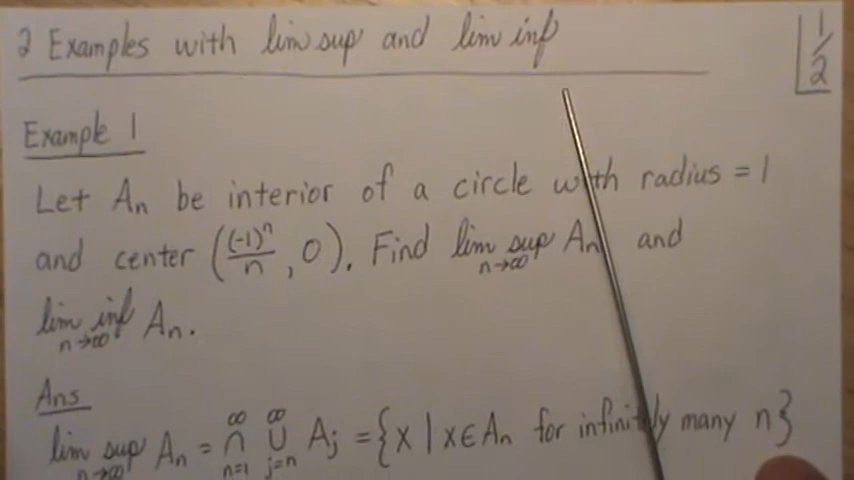 2 Examples with lim sup and lim inf
1/2
Example 1
Let Aₙ be interior of a circle with radius = 1
and center ((-1)ⁿ/n, 0). Find lim sup n→∞ Aₙ and
lim inf n→∞ Aₙ.
Ans
lim sup n→∞ Aₙ = ∩ n=1 ∞ ∪ j=n ∞ Aⱼ = {x | x ∈ Aₙ for infinitely many n}